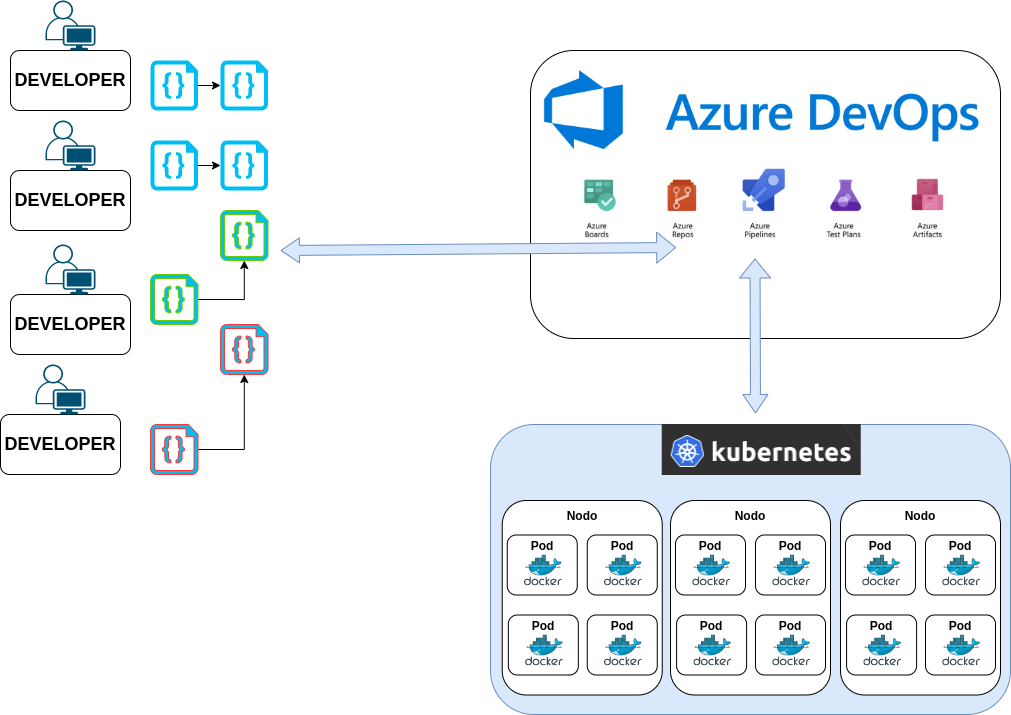 DEVELOPER
DEVELOPER
DEVELOPER
DEVELOPER
{}
{}
{}
{}
{}
{}
{}
{}
Azure DevOps
Azure
Boards
Azure
Repos
Azure
Pipelines
Azure
Test Plans
Azure
Artifacts
kubernetes
Nodo
Pod
docker
Pod
docker
Pod
docker
Pod
docker
Nodo
Pod
docker
Pod
docker
Pod
docker
Pod
docker
Nodo
Pod
docker
Pod
docker
Pod
docker
Pod
docker